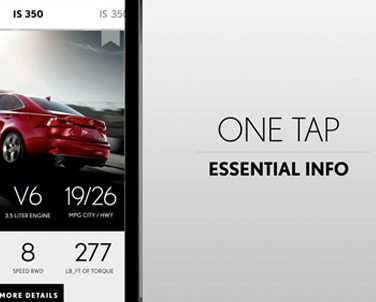 IS 350 IS 350
ONE TAP
ESSENTIAL INFO
V6 19/26
3.5 LITER ENGINE MPG CITY / HWY
8 277
SPEED RWD LB_FT OF TORQUE
MORE DETAILS